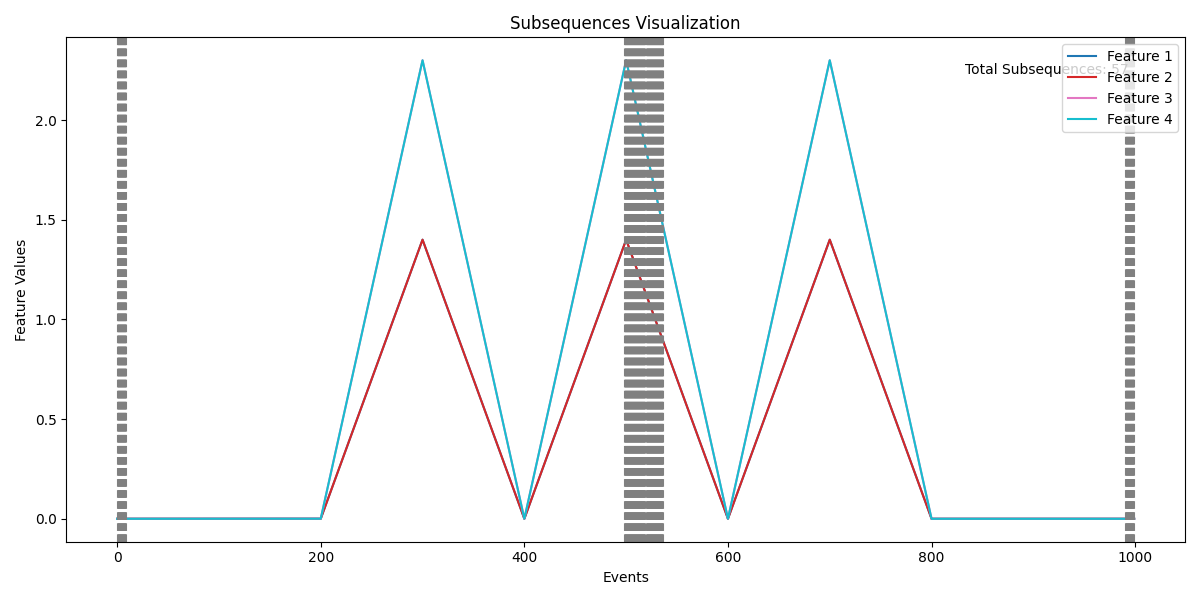 Subsequences Visualization
Total Subsequences: 57
Feature 1
Feature 2
Feature 3
Feature 4
Feature Values
2.0
1.5
1.0
0.5
0.0
0
200
400
600
800
1000
Events